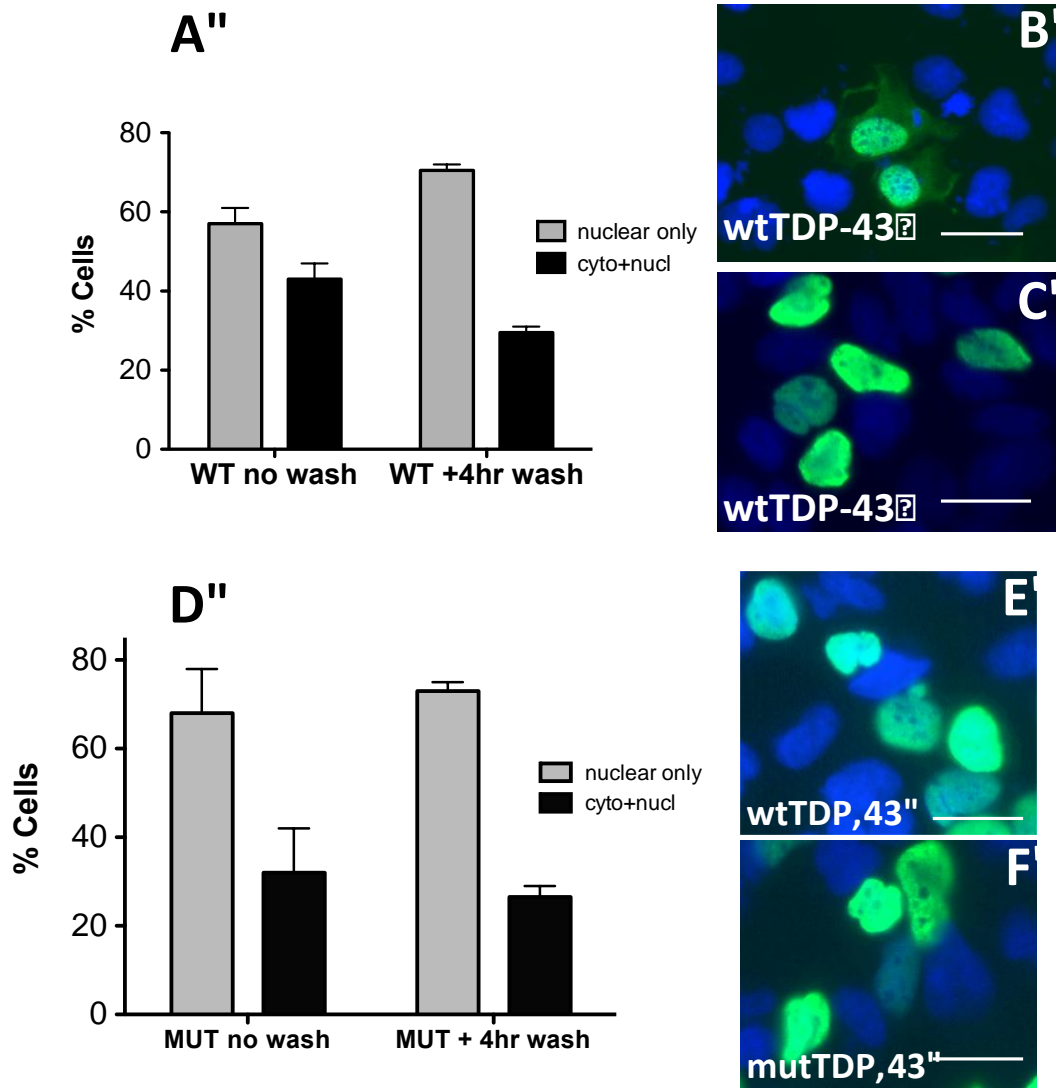 A"
80
60
40
20
0
% Cells
WT no wash
WT +4hr wash
nuclear only
cyto+nucl
B'
wtTDP-43⍰
C'
wtTDP-43⍰
D"
80
60
40
20
0
% Cells
MUT no wash
MUT + 4hr wash
nuclear only
cyto+nucl
E'
wtTDP,43"
F'
mutTDP,43"